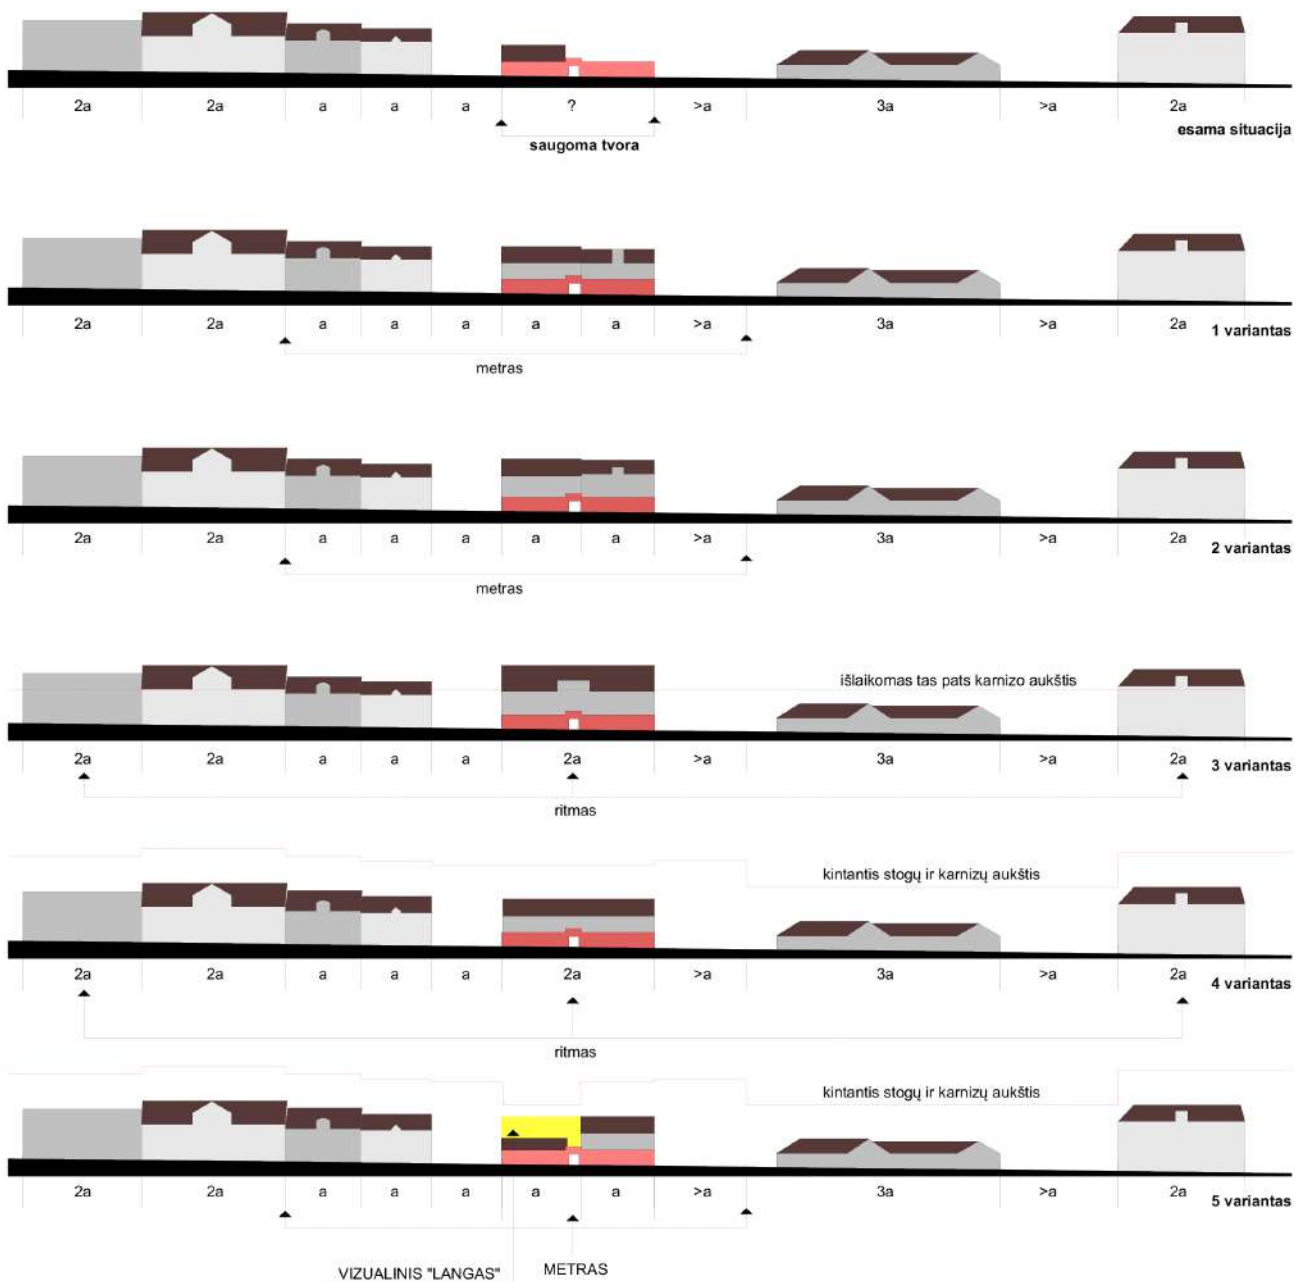 2a 2a a a a ? >a 3a >a 2a
esama situacija
saugoma tvora
2a 2a a a a a a >a 3a >a 2a
1 variantas
metras
2a 2a a a a a a >a 3a >a 2a
2 variantas
metras
išlaikomas tas pats karnizo aukštis
2a 2a a a a 2a >a 3a >a 2a
3 variantas
ritmas
kintantis stogų ir karnizų aukštis
2a 2a a a a 2a >a 3a >a 2a
4 variantas
ritmas
kintantis stogų ir karnizų aukštis
2a 2a a a a a a >a 3a >a 2a
5 variantas
VIZUALINIS "LANGAS" METRAS